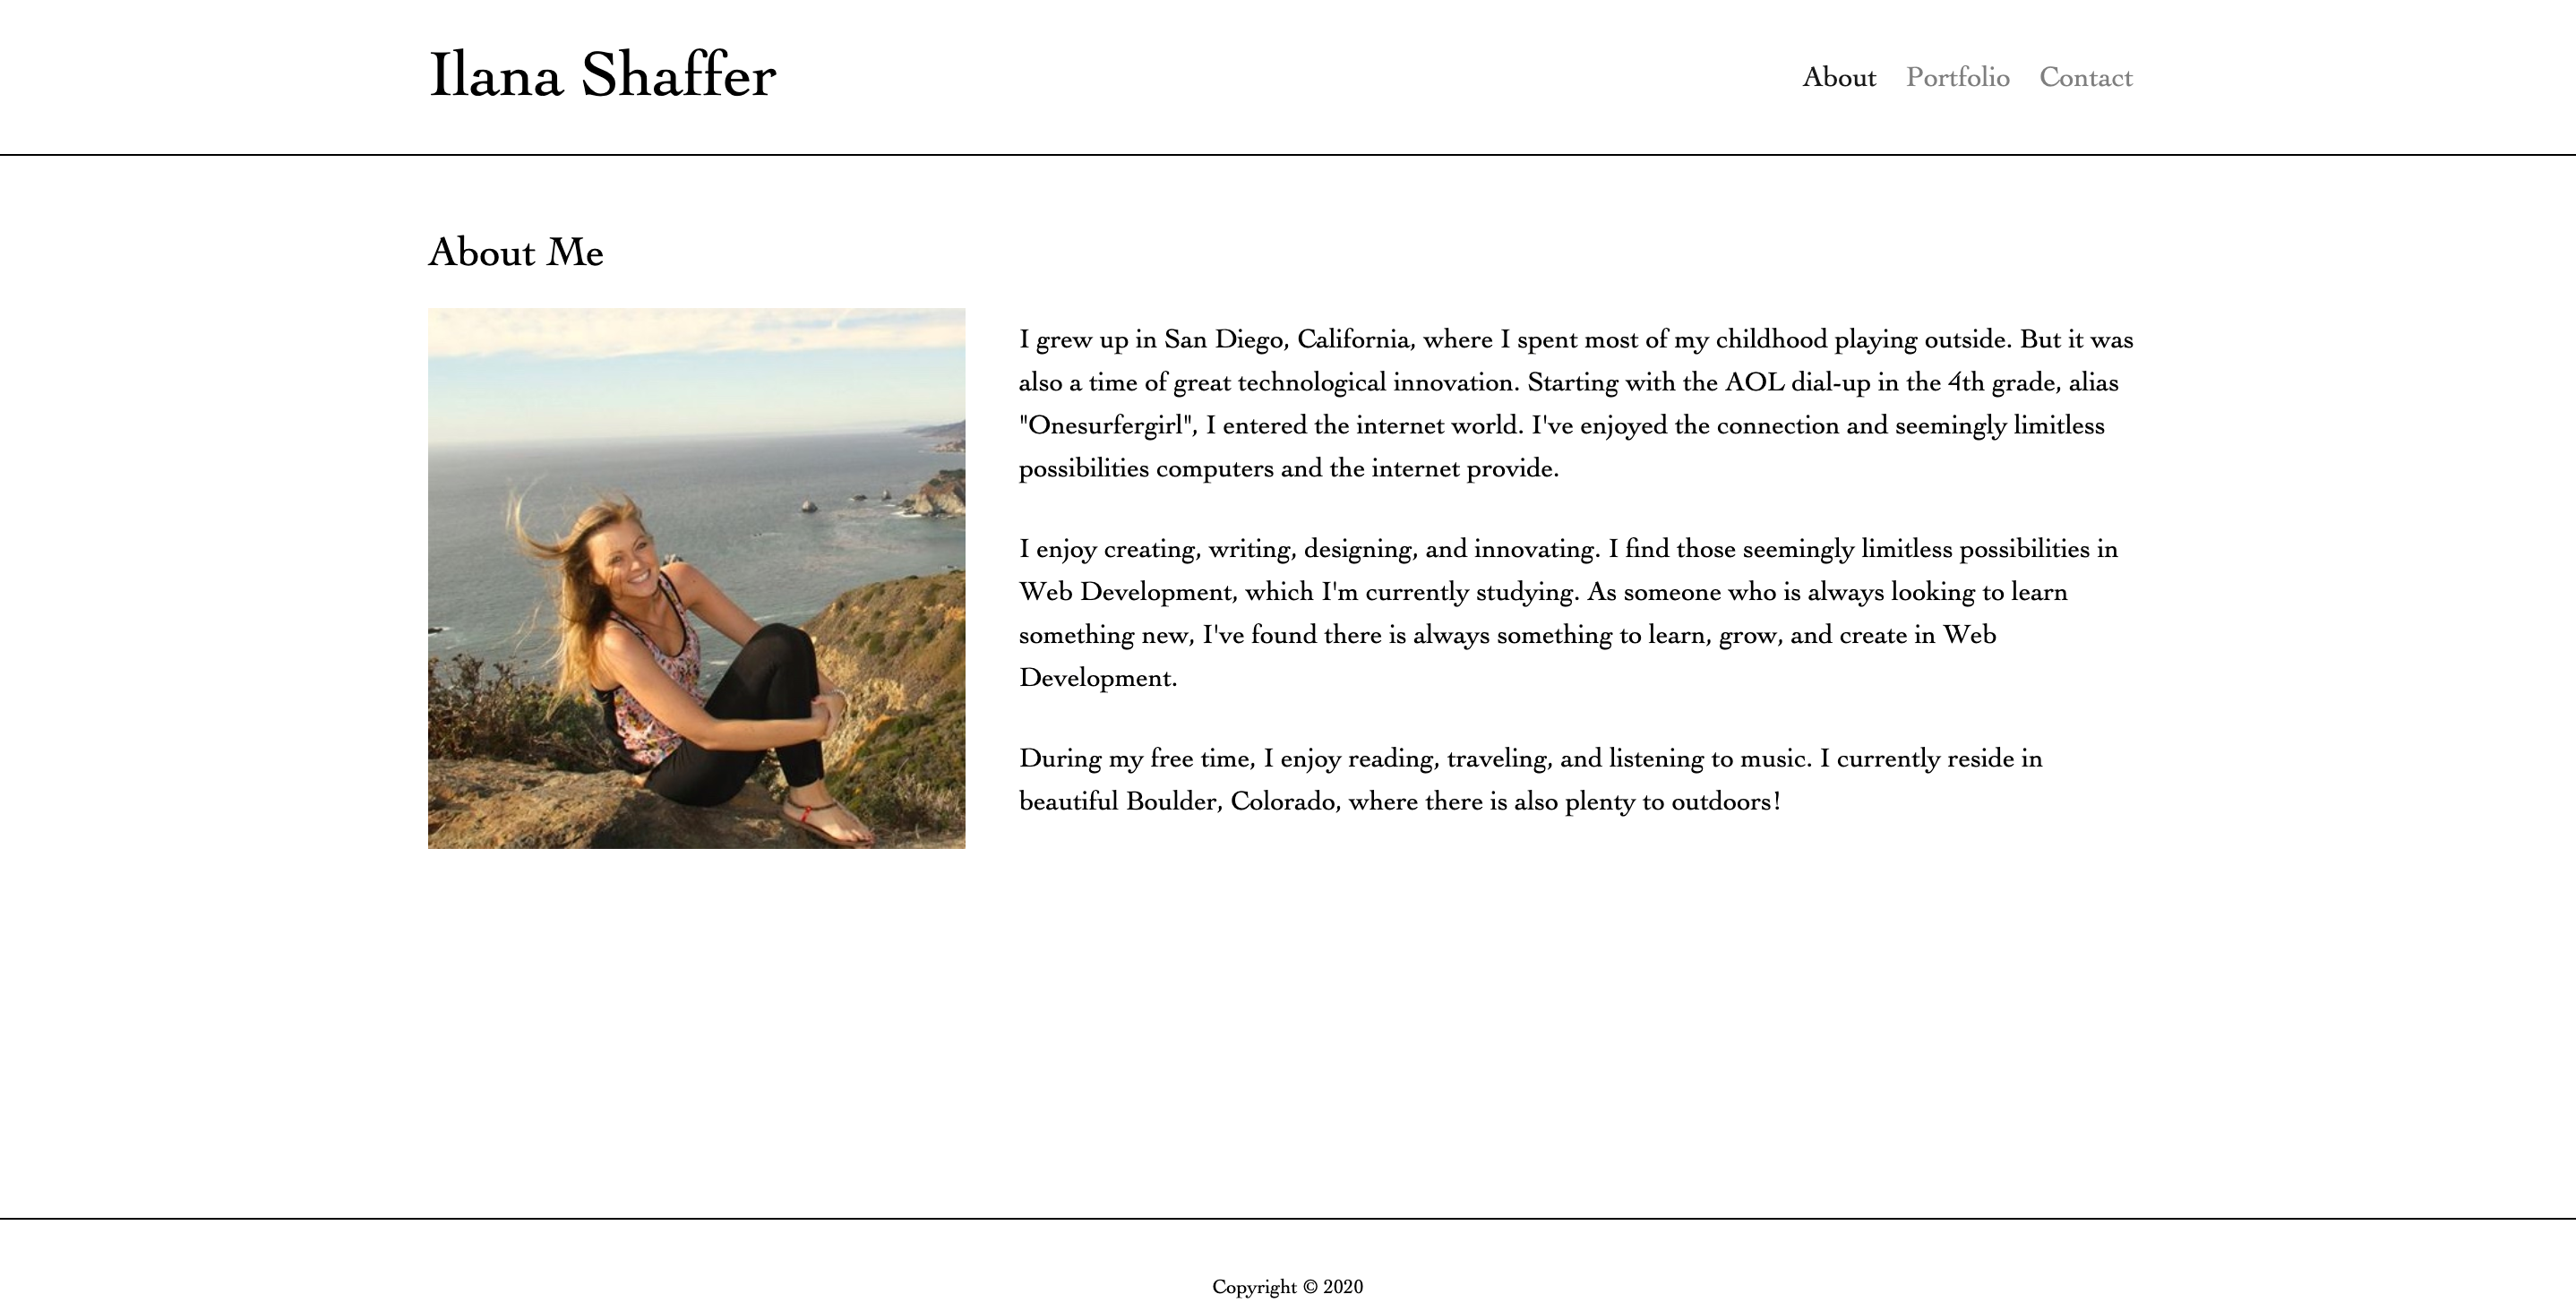 Ilana Shaffer
About Portfolio Contact
About Me
I grew up in San Diego, California, where I spent most of my childhood playing outside. But it was
also a time of great technological innovation. Starting with the AOL dial-up in the 4th grade, alias
"Onesurfergirl", I entered the internet world. I've enjoyed the connection and seemingly limitless
possibilities computers and the internet provide.
I enjoy creating, writing, designing, and innovating. I find those seemingly limitless possibilities in
Web Development, which I'm currently studying. As someone who is always looking to learn
something new, I've found there is always something to learn, grow, and create in Web
Development.
During my free time, I enjoy reading, traveling, and listening to music. I currently reside in
beautiful Boulder, Colorado, where there is also plenty to outdoors!
Copyright © 2020